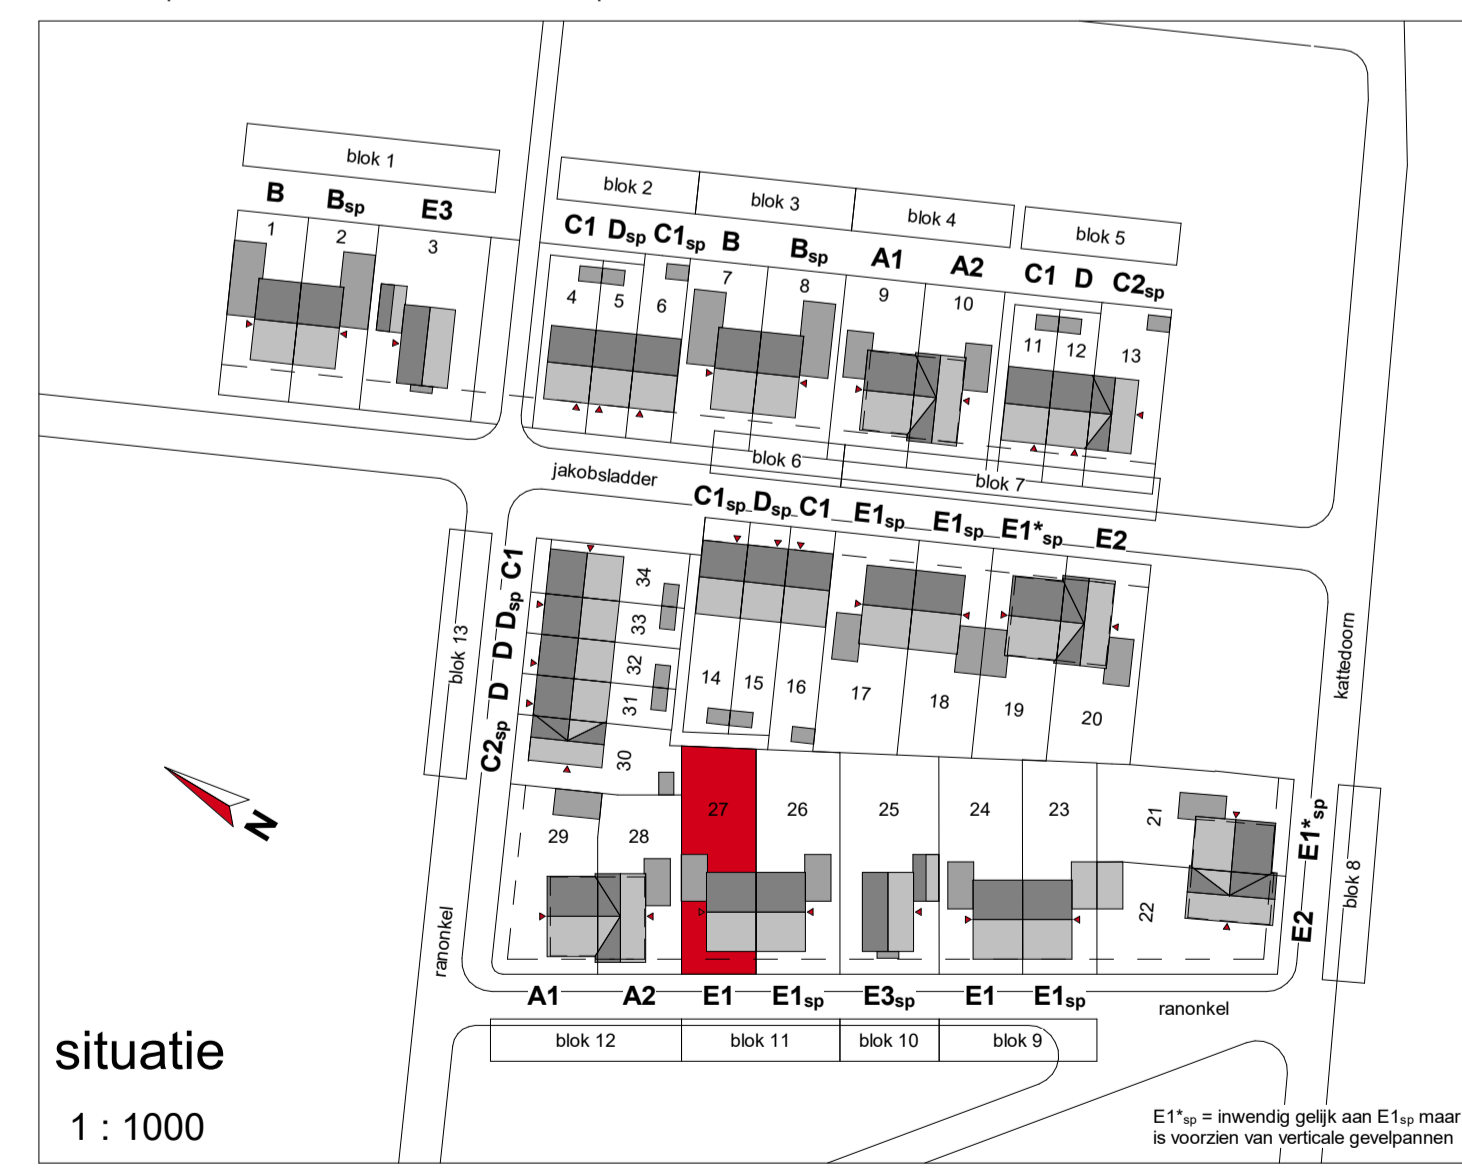 blok 1
B Bsp E3
1 2 3
blok 2 blok 3 blok 4 blok 5
C1 Dsp C1sp B Bsp A1 A2 C1 D C2sp
4 5 6 7 8 9 10 11 12 13
jakobsladder
blok 6 blok 7
C1sp Dsp C1 E1sp E1sp E1*sp E2
14 15 16 17 18 19 20
blok 13
C1 Dsp D D C2sp
34
33
32
31
30
kattedoorn
29 28 27 26 25 24 23 22 21
E1*sp
E2
blok 8
N
ranonkel
A1 A2 E1 E1sp E3sp E1 E1sp
ranonkel
blok 12 blok 11 blok 10 blok 9
situatie
1 : 1000
E1*sp = inwendig gelijk aan E1sp maar
is voorzien van verticale gevelpannen